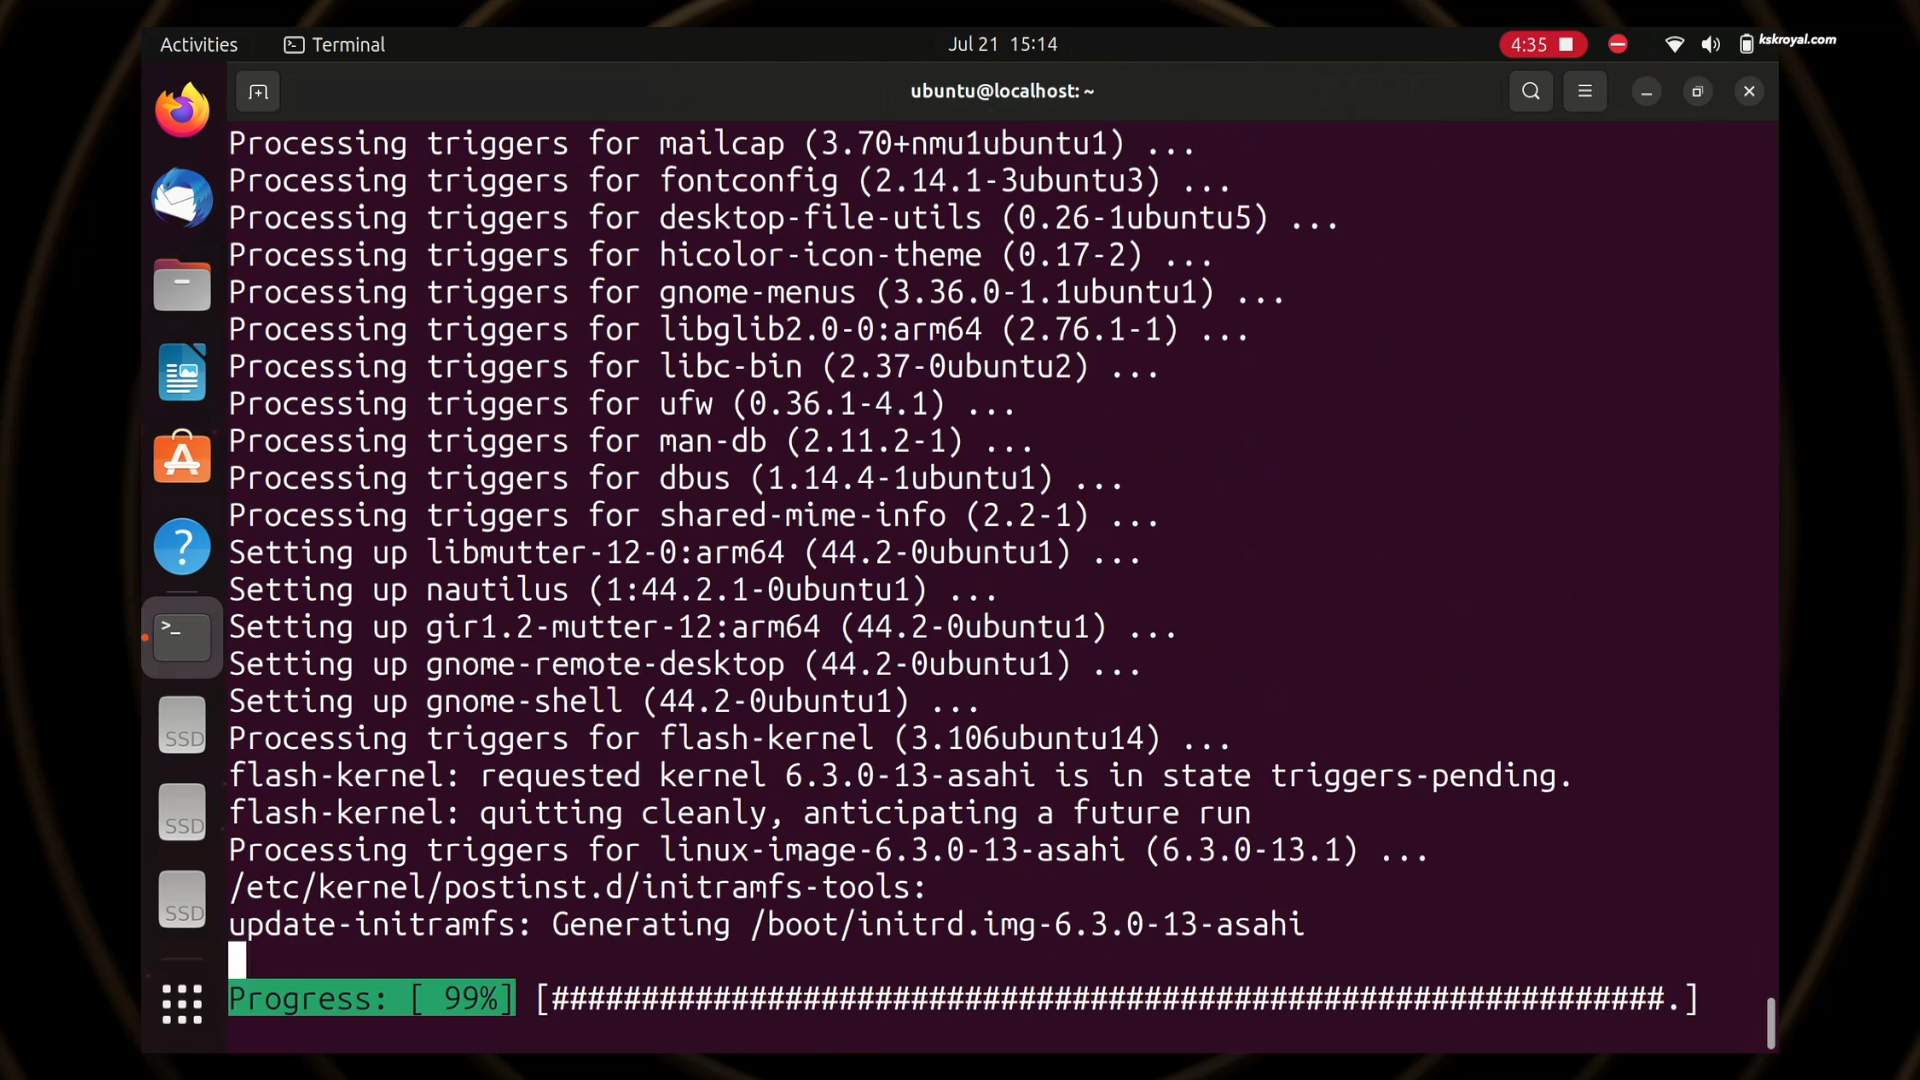 Activities Terminal Jul 21 15:14 4:35 kskroyal.com
ubuntu@localhost: ~
Processing triggers for mailcap (3.70+nmu1ubuntu1) ...
Processing triggers for fontconfig (2.14.1-3ubuntu3) ...
Processing triggers for desktop-file-utils (0.26-1ubuntu5) ...
Processing triggers for hicolor-icon-theme (0.17-2) ...
Processing triggers for gnome-menus (3.36.0-1.1ubuntu1) ...
Processing triggers for libglib2.0-0:arm64 (2.76.1-1) ...
Processing triggers for libc-bin (2.37-0ubuntu2) ...
Processing triggers for ufw (0.36.1-4.1) ...
Processing triggers for man-db (2.11.2-1) ...
Processing triggers for dbus (1.14.4-1ubuntu1) ...
Processing triggers for shared-mime-info (2.2-1) ...
Setting up libmutter-12-0:arm64 (44.2-0ubuntu1) ...
Setting up nautilus (1:44.2.1-0ubuntu1) ...
Setting up gir1.2-mutter-12:arm64 (44.2-0ubuntu1) ...
Setting up gnome-remote-desktop (44.2-0ubuntu1) ...
Setting up gnome-shell (44.2-0ubuntu1) ...
Processing triggers for flash-kernel (3.106ubuntu14) ...
flash-kernel: requested kernel 6.3.0-13-asahi is in state triggers-pending.
flash-kernel: quitting cleanly, anticipating a future run
Processing triggers for linux-image-6.3.0-13-asahi (6.3.0-13.1) ...
/etc/kernel/postinst.d/initramfs-tools:
update-initramfs: Generating /boot/initrd.img-6.3.0-13-asahi
Progress: [ 99%] [##############################################################.]
SSD
SSD
SSD